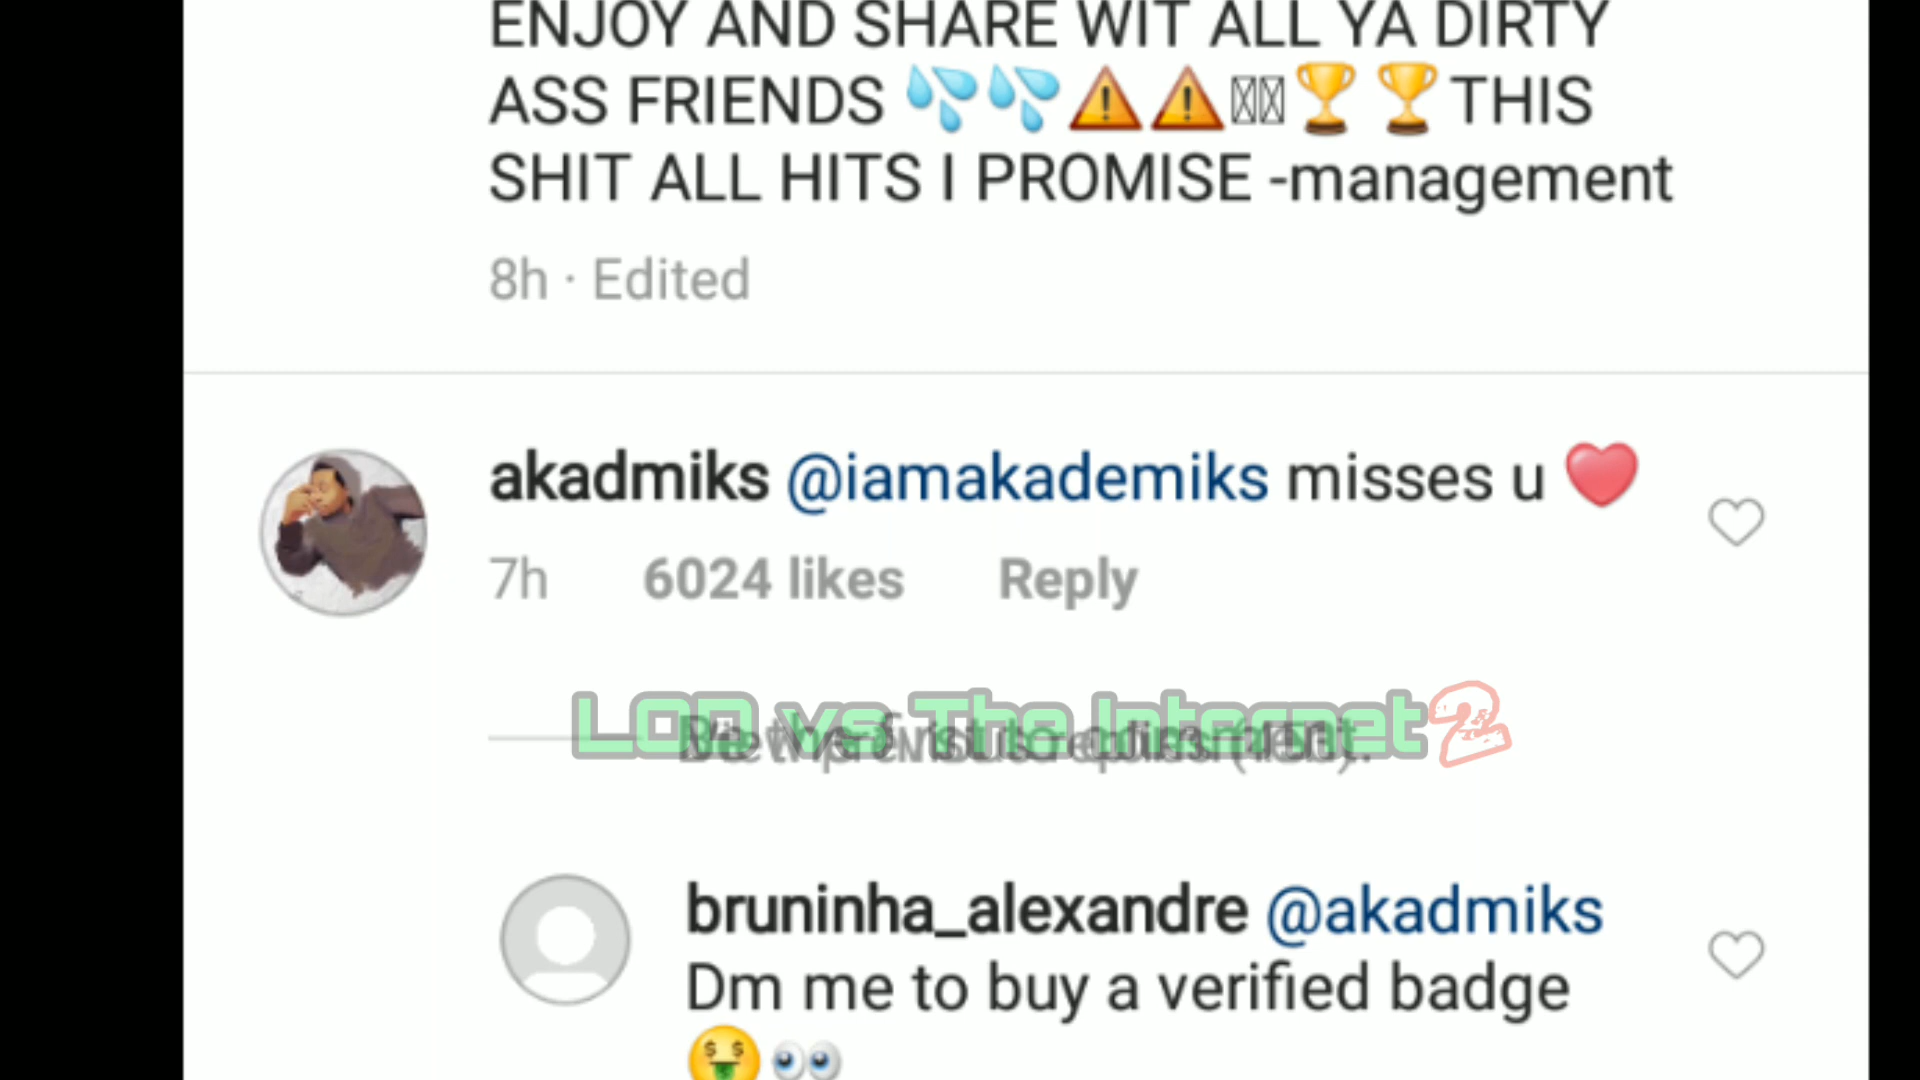 ENJOY AND SHARE WIT ALL YA DIRTY
ASS FRIENDS 💦💦⚠️⚠️🏆🏆THIS
SHIT ALL HITS I PROMISE -management
8h · Edited
akadmiks @iamakademiks misses u ❤️
7h 6024 likes Reply
LOD vs The Internet 2
bruninha_alexandre @akadmiks
Dm me to buy a verified badge
🤑👀